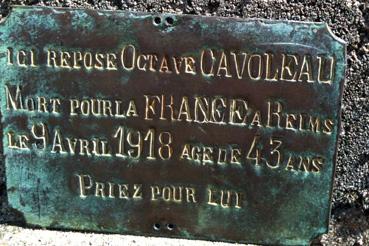 ICI REPOSE OCTAVE CAVOLEAU
MORT POUR LA FRANCE A REIMS
LE 9 AVRIL 1918 AGE DE 43 ANS
PRIEZ POUR LUI